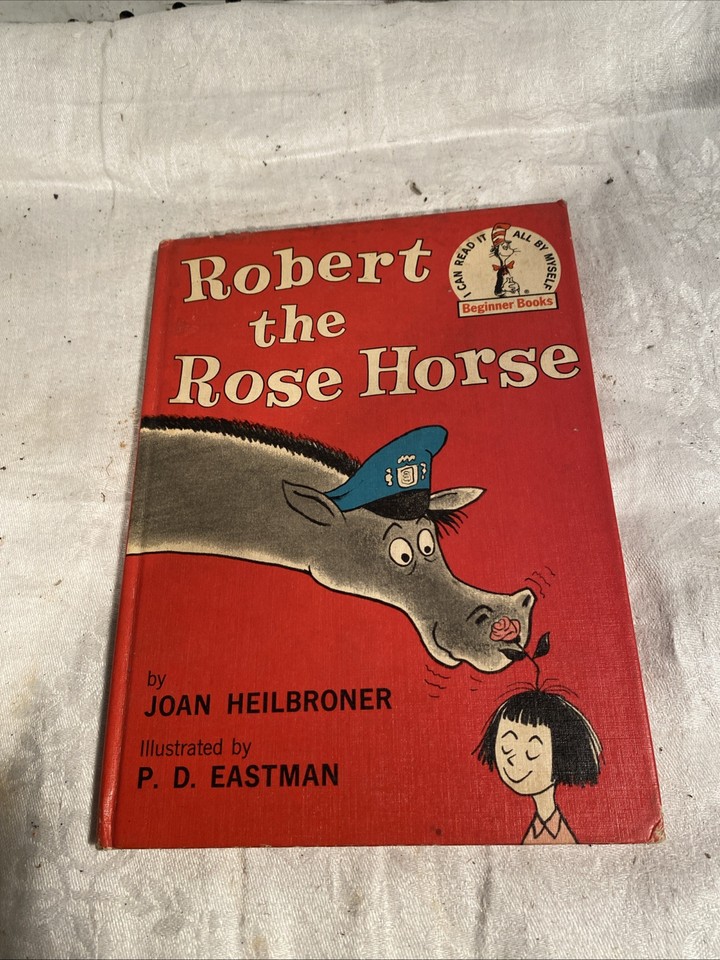 Robert
the
Rose Horse
I CAN READ IT ALL BY MYSELF
Beginner Books
by
JOAN HEILBRONER
Illustrated by
P. D. EASTMAN